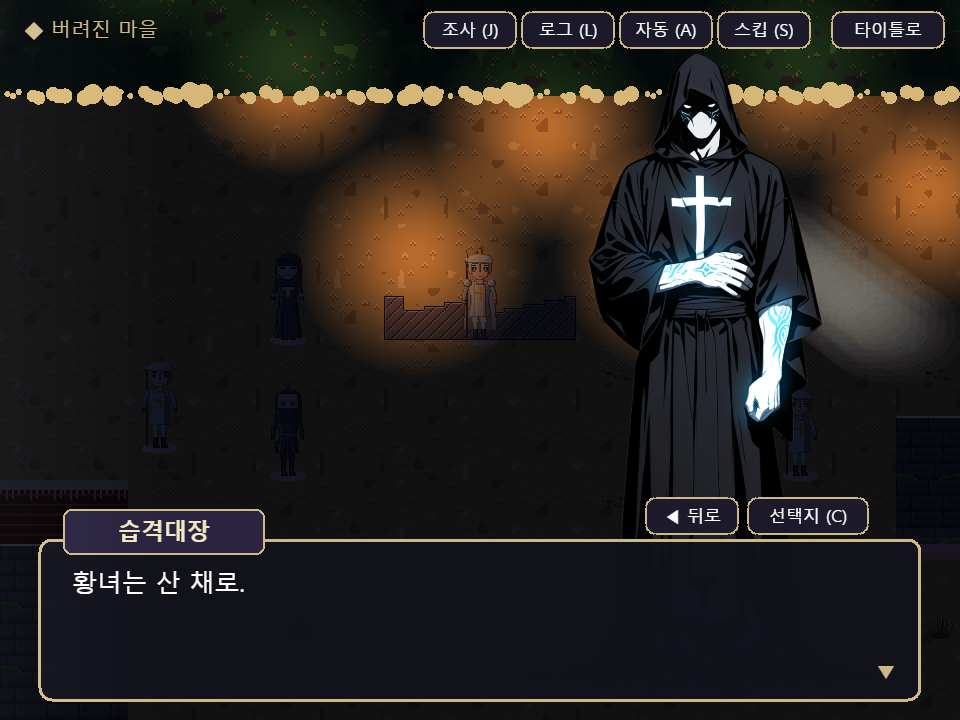 버려진 마을
조사 (J)
로그 (L)
자동 (A)
스킵 (S)
타이틀로
◀ 뒤로
선택지 (C)
습격대장
황녀는 산 채로.